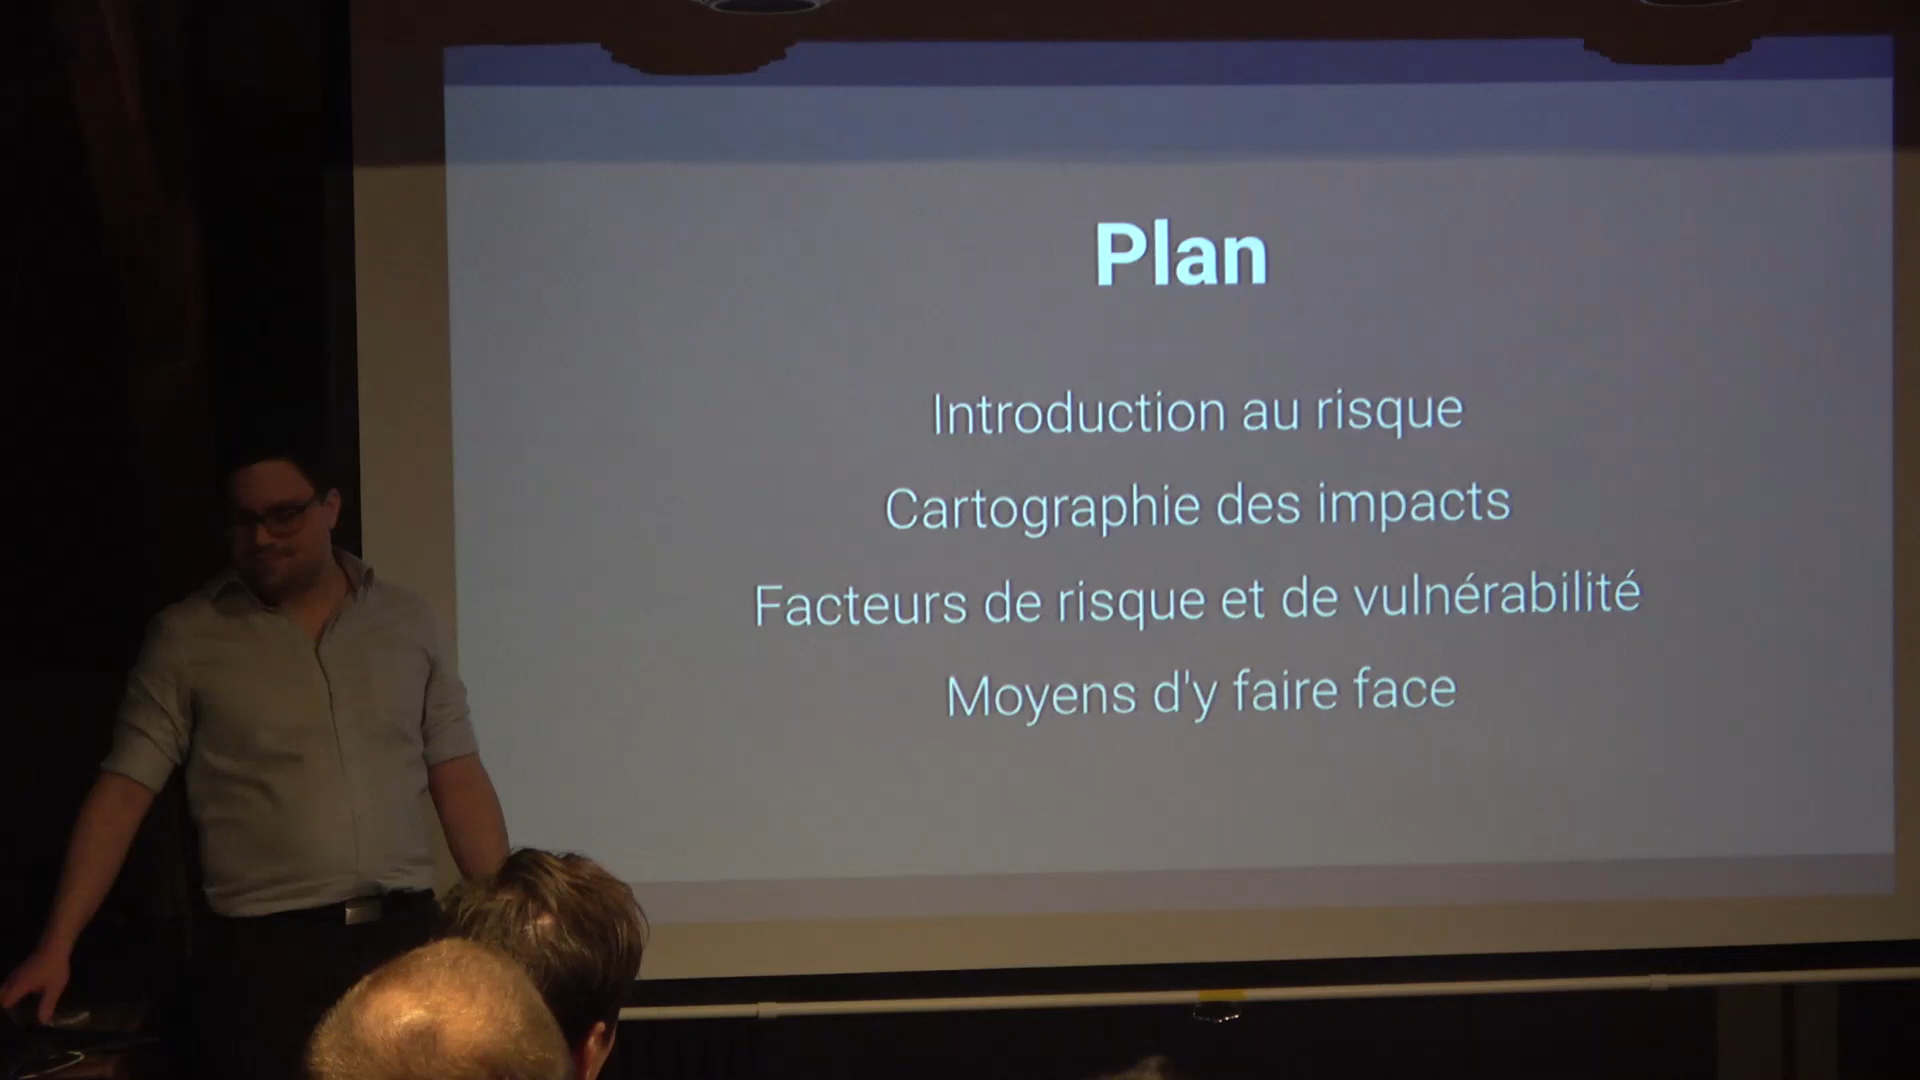 Plan
Introduction au risque
Cartographie des impacts
Facteurs de risque et de vulnérabilité
Moyens d'y faire face